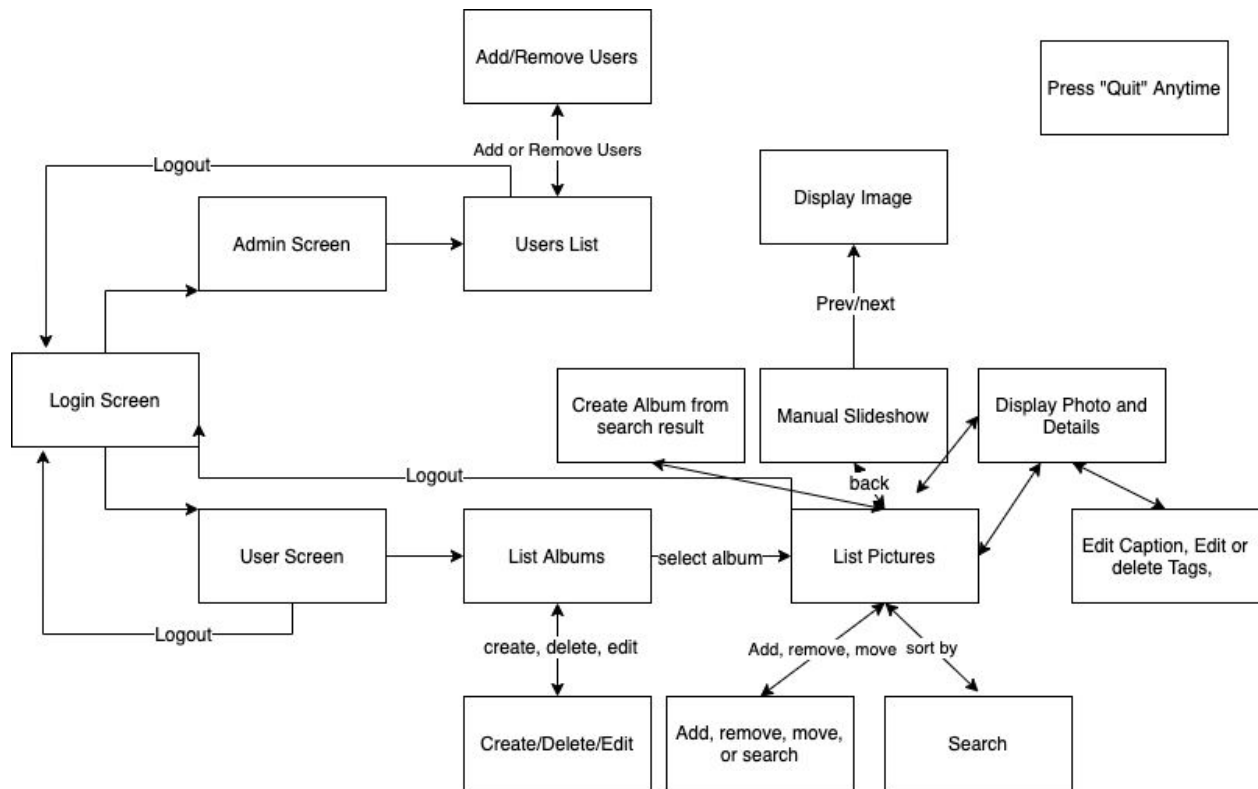 Add/Remove Users
Press "Quit" Anytime
Add or Remove Users
Logout
Display Image
Admin Screen
Users List
Prev/next
Login Screen
Create Album from
search result
Manual Slideshow
Display Photo and
Details
Logout
back
User Screen
List Albums
select album
List Pictures
Edit Caption, Edit or
delete Tags,
Logout
create, delete, edit
Add, remove, move
sort by
Create/Delete/Edit
Add, remove, move,
or search
Search